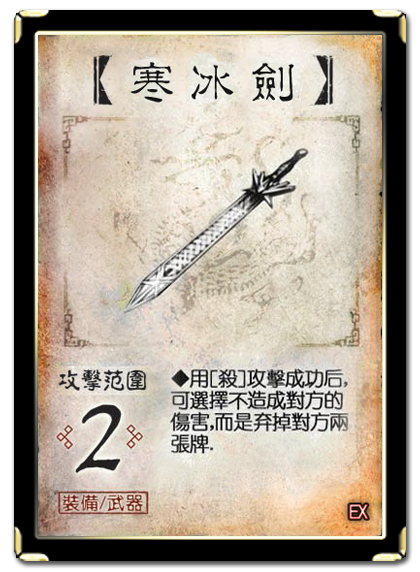 【寒冰劍】
攻擊范圍
2
◆用[殺]攻擊成功后,
可選擇不造成對方的
傷害,而是弃掉對方兩
張牌.
裝備/武器
EX